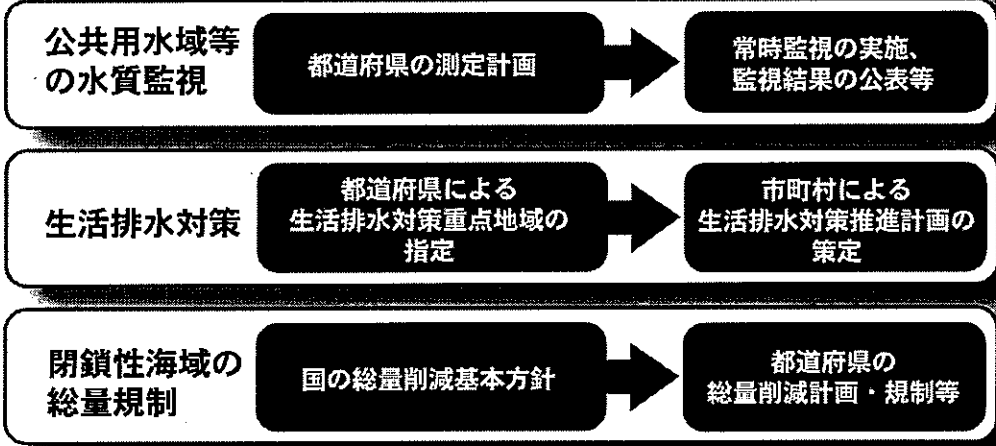 公共用水域等
の水質監視
都道府県の測定計画
常時監視の実施、
監視結果の公表等
生活排水対策
都道府県による
生活排水対策重点地域の
指定
市町村による
生活排水対策推進計画の
策定
閉鎖性海域の
総量規制
国の総量削減基本方針
都道府県の
総量削減計画・規制等